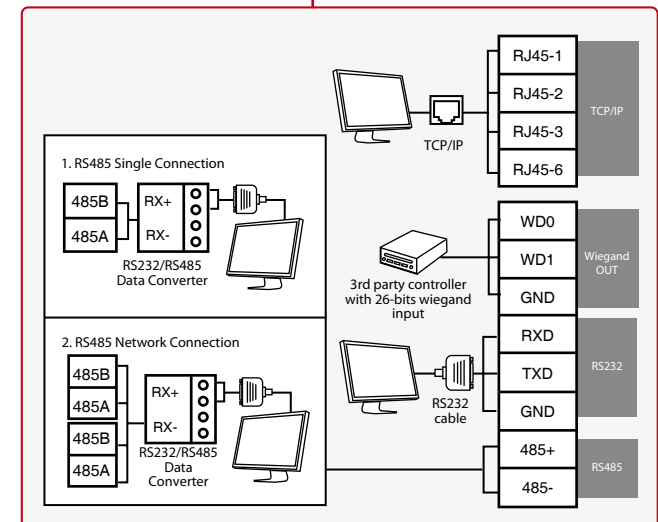 RJ45-1
RJ45-2
RJ45-3
RJ45-6
TCP/IP
TCP/IP
1. RS485 Single Connection
485B
485A
RX+
RX-
RS232/RS485
Data Converter
WD0
WD1
GND
Wiegand
OUT
3rd party controller
with 26-bits wiegand
input
2. RS485 Network Connection
485B
485A
485B
485A
RX+
RX-
RS232/RS485
Data
Converter
RXD
TXD
GND
RS232
RS232
cable
485+
485-
RS485